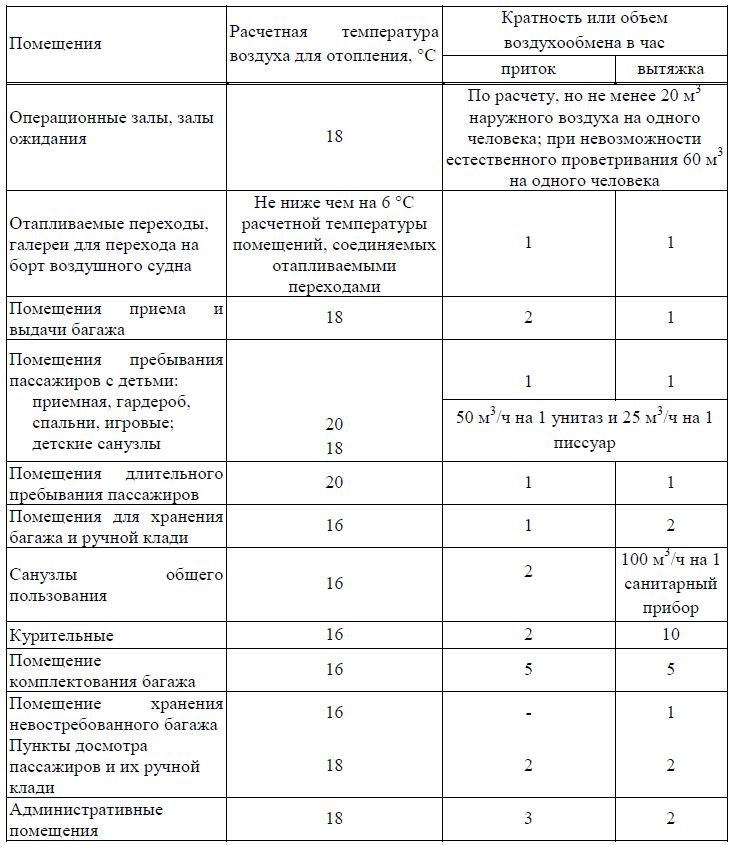 Помещения
Расчетная температура
воздуха для отопления, °С
Кратность или объем
воздухообмена в час
приток
вытяжка
Операционные залы, залы
ожидания
18
По расчету, но не менее 20 м³
наружного воздуха на одного
человека; при невозможности
естественного проветривания 60 м³
на одного человека
Отапливаемые переходы,
галереи для перехода на
борт воздушного судна
Не ниже чем на 6 °С
расчетной температуры
помещений, соединяемых
отапливаемыми
переходами
1
1
Помещения приема и
выдачи багажа
18
2
1
Помещения пребывания
пассажиров с детьми:
приемная, гардероб,
спальни, игровые;
детские санузлы
20
18
1
1
50 м³/ч на 1 унитаз и 25 м³/ч на 1
писсуар
Помещения длительного
пребывания пассажиров
20
1
1
Помещения для хранения
багажа и ручной клади
16
1
2
Санузлы общего
пользования
16
2
100 м³/ч на 1
санитарный
прибор
Курительные
16
2
10
Помещение
комплектования багажа
16
5
5
Помещение хранения
невостребованного багажа
16
-
1
Пункты досмотра
пассажиров и их ручной
клади
18
2
2
Административные
помещения
18
3
2